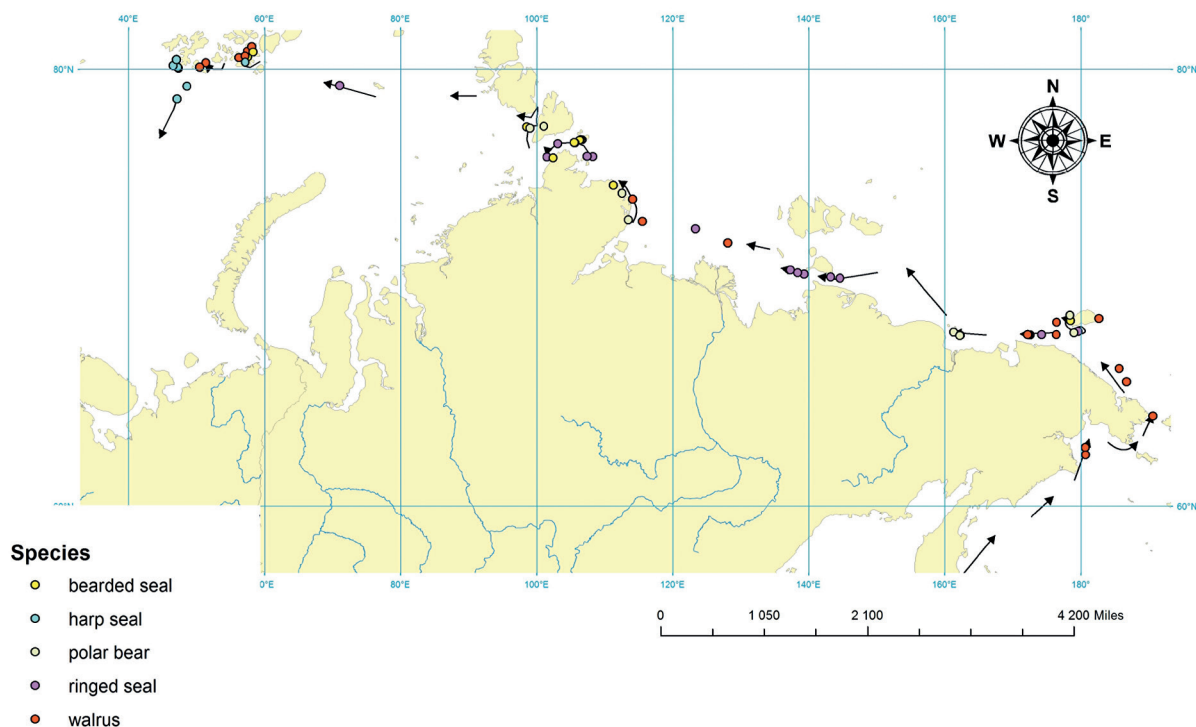 40°E 60°E 80°E 100°E 120°E 140°E 160°E 180°
80°N 80°N
N
W E
S
60°N 60°N
0°E 80°E 100°E 120°E 140°E 160°E 180°
Species
bearded seal
harp seal
polar bear
ringed seal
walrus
0 1 050 2 100 4 200 Miles